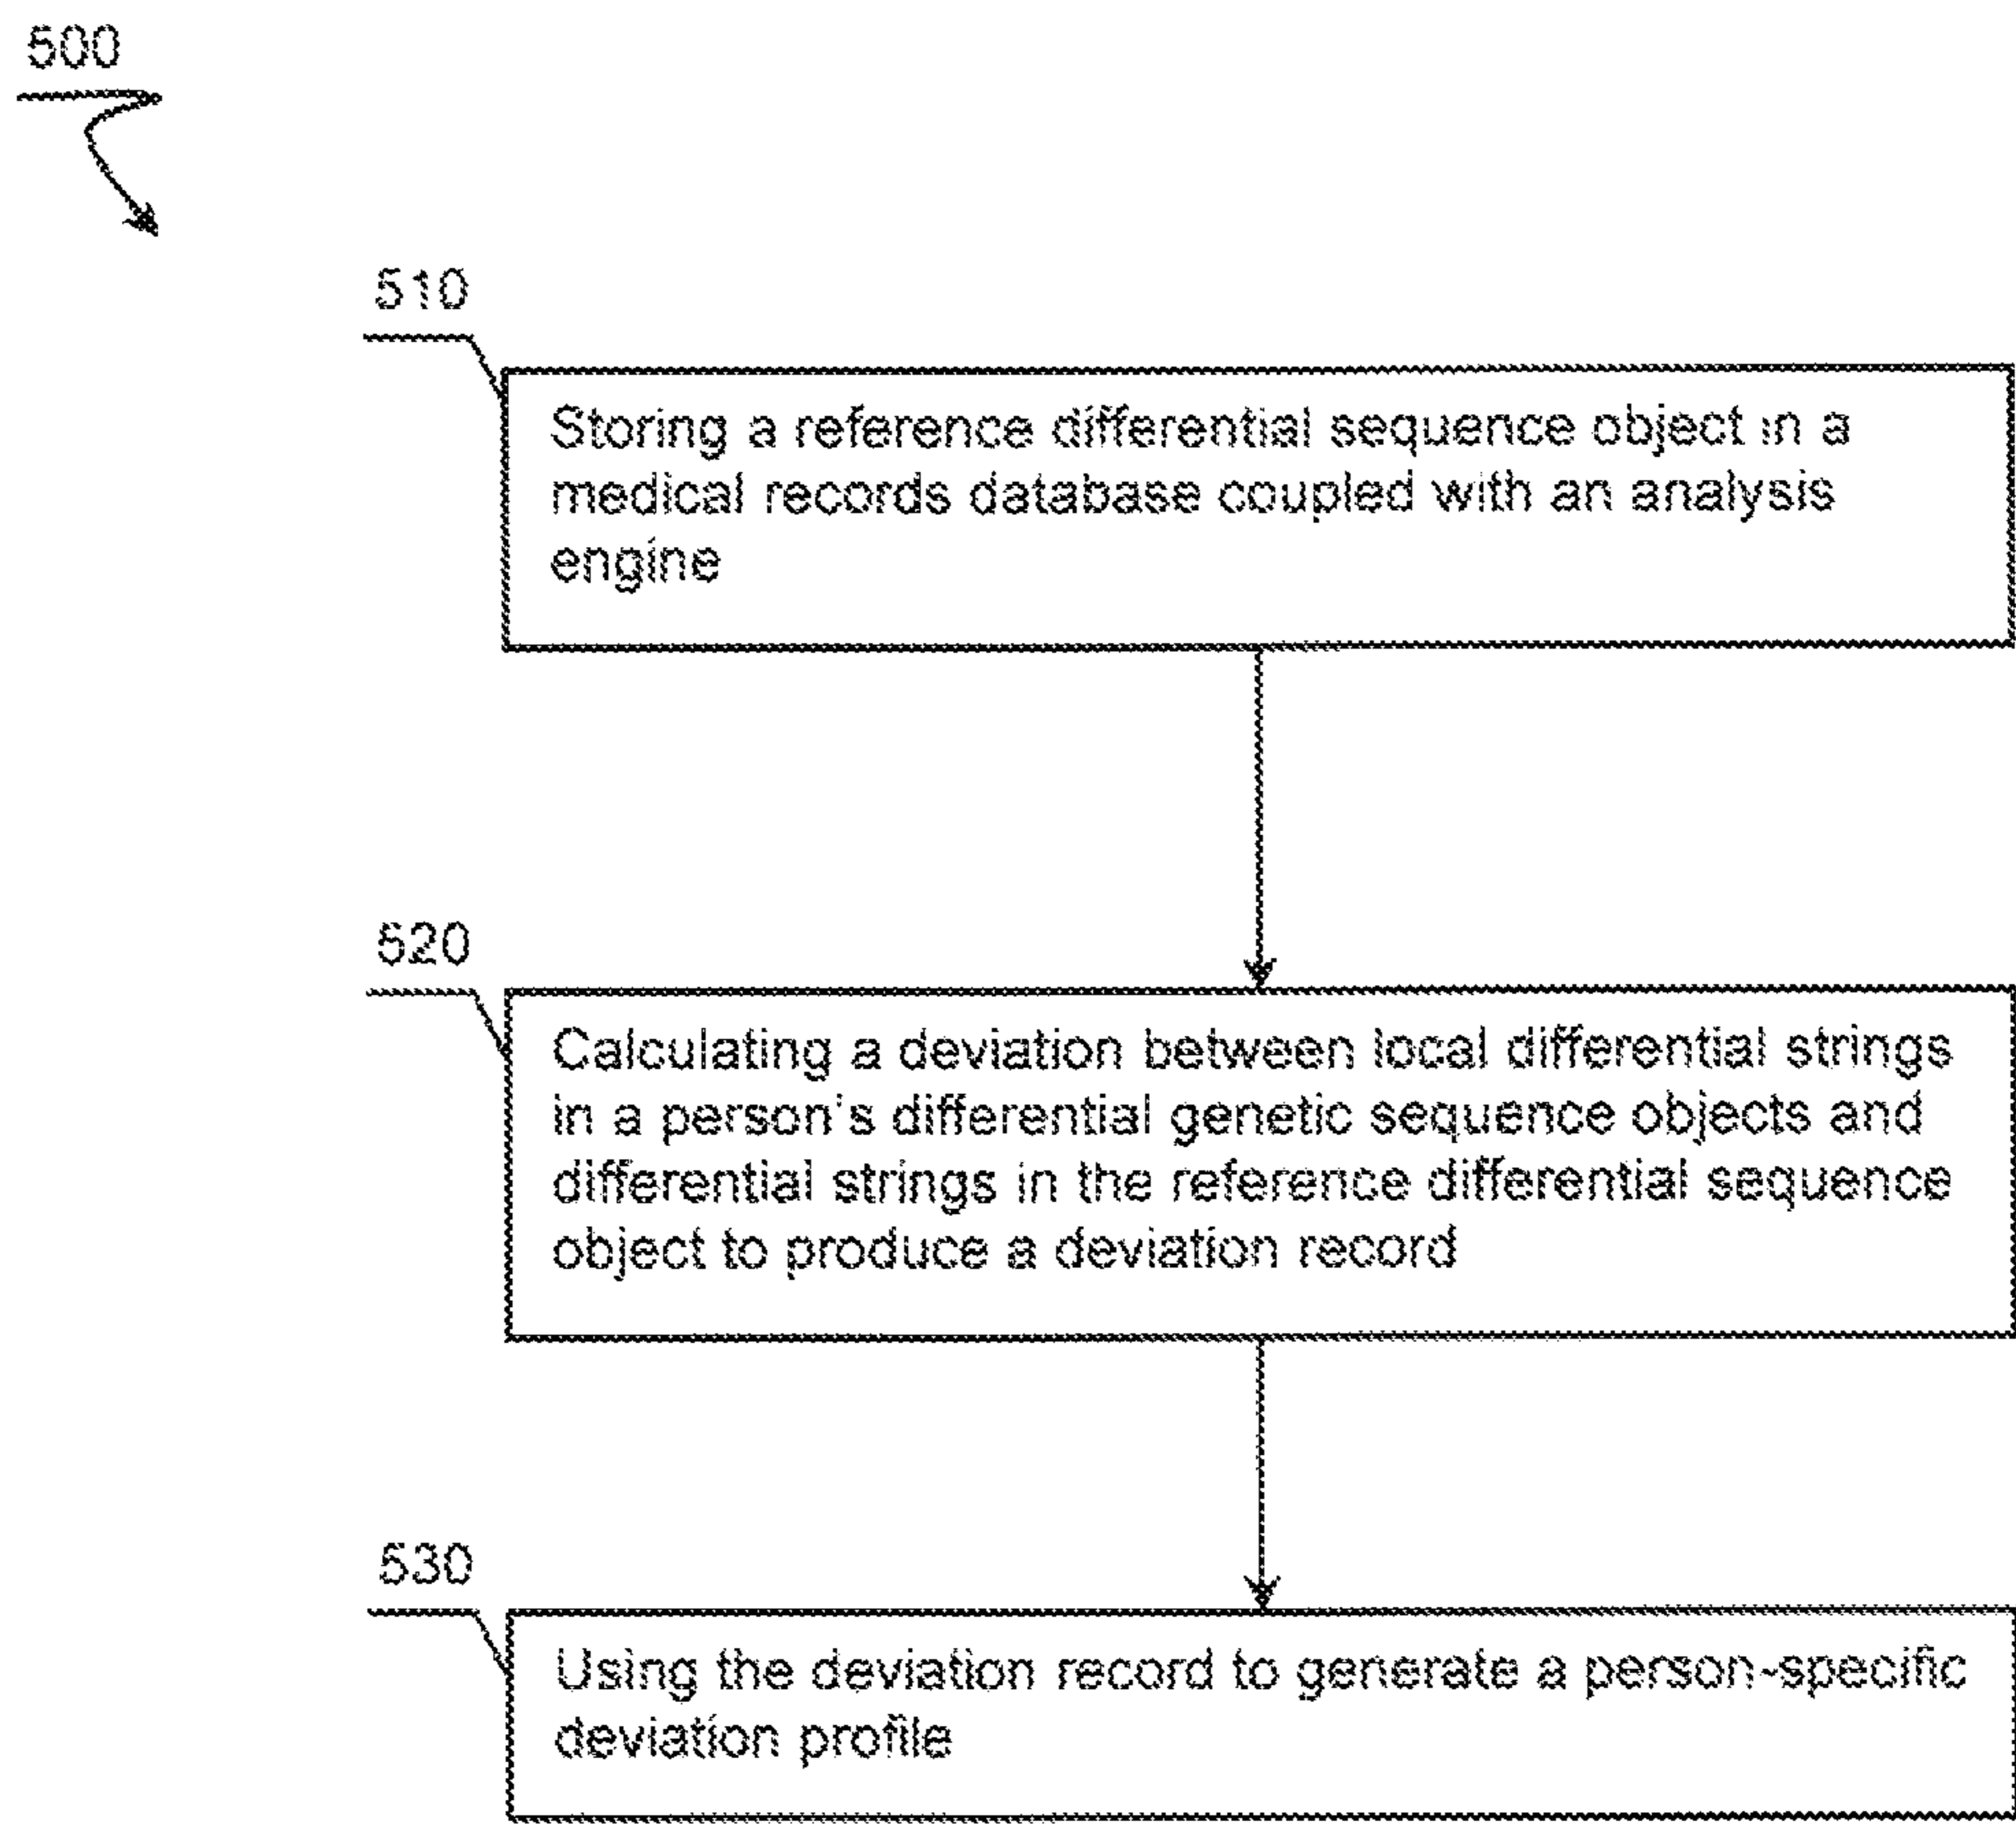 500
510
Storing a reference differential sequence object in a
medical records database coupled with an analysis
engine
520
Calculating a deviation between local differential strings
in a person's differential genetic sequence objects and
differential strings in the reference differential sequence
object to produce a deviation record
530
Using the deviation record to generate a person-specific
deviation profile